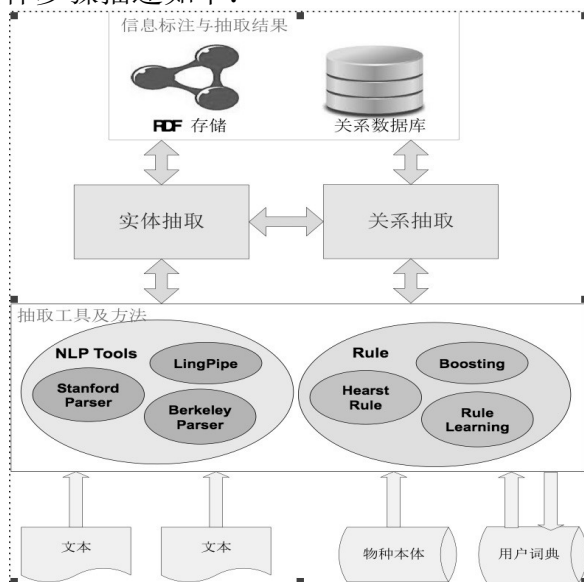 信息标注与抽取结果
RDF 存储
关系数据库
实体抽取
关系抽取
抽取工具及方法
NLP Tools
LingPipe
Stanford
Parser
Berkeley
Parser
Rule
Boosting
Hearst
Rule
Rule
Learning
文本
文本
物种本体
用户词典